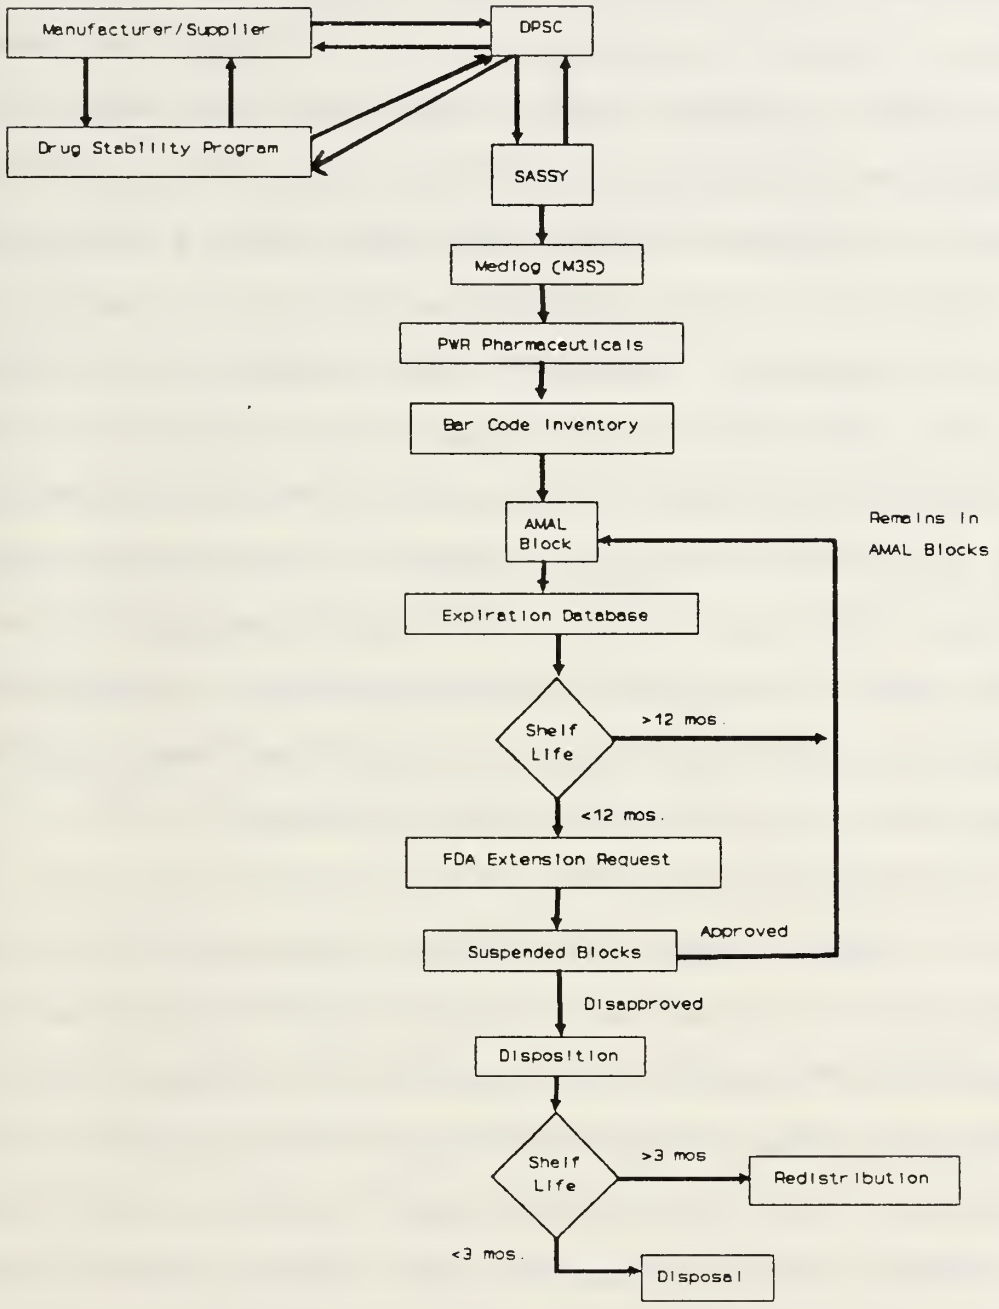 Manufacturer/Supplier
DPSC
Drug Stability Program
SASSY
Medlog (M3S)
PWR Pharmaceuticals
Bar Code Inventory
AMAL
Block
Remains in
AMAL Blocks
Expiration Database
Shelf
Life
>12 mos.
<12 mos.
FDA Extension Request
Suspended Blocks
Approved
Disapproved
Disposition
Shelf
Life
>3 mos
Redistribution
<3 mos.
Disposal